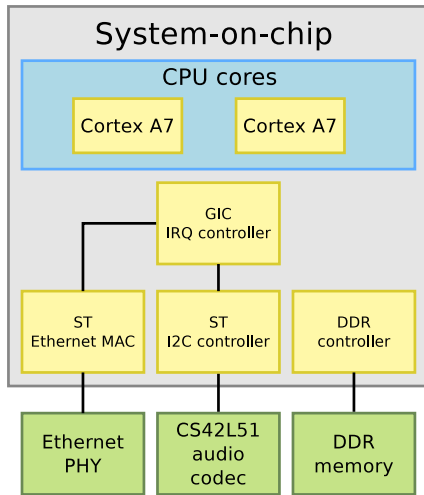 System-on-chip
CPU cores
Cortex A7
Cortex A7
GIC
IRQ controller
ST
Ethernet MAC
ST
I2C controller
DDR
controller
Ethernet
PHY
CS42L51
audio
codec
DDR
memory